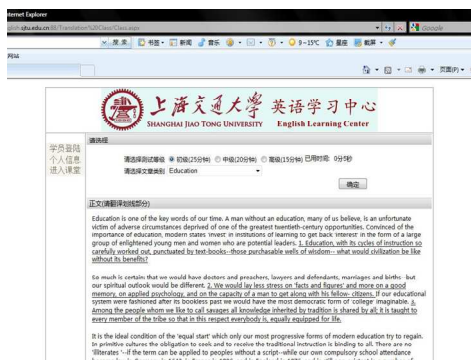 Internet Explorer
sjtu.edu.cn
Google
搜索 书签 新闻 音乐 9~15℃ 星座 截屏
网站
页面(P)
上海交通大学 英语学习中心
SHANGHAI JIAO TONG UNIVERSITY English Learning Center
学员登陆
个人信息
进入课堂
请选择
请选择测试等级 初级(25分钟) 中级(20分钟) 高级(15分钟) 已用时间: 0分5秒
请选择文章类别 Education
确定
正文(请翻译划线部分)
Education is one of the key words of our time. A man without an education, many of us believe, is an unfortunate
victim of adverse circumstances deprived of one of the greatest twentieth-century opportunities. Convinced of the
importance of education, modern states 'invest' in institutions of learning to get back 'interest' in the form of a large
group of enlightened young men and women who are potential leaders. 1. Education, with its cycles of instruction so
carefully worked out, punctuated by text-books--those purchasable wells of wisdom-- what would civilization be like
without its benefits?
So much is certain that we would have doctors and preachers, lawyers and defendants, marriages and births--but
our spiritual outlook would be different. 2. We would lay less stress on 'facts and figures' and more on a good
memory, on applied psychology, and on the capacity of a man to get along with his fellow- citizens. If our educational
system were fashioned after its bookless past we would have the most democratic form of 'college' imaginable.
Among the people whom we like to call savages all knowledge inherited by tradition is shared by all; it is taught to
every member of the tribe so that in this respect everybody is, equally equipped for life.
It is the ideal condition of the 'equal start' which only our most progressive forms of modern education try to regain.
In primitive cultures the obligation to seek and to receive the traditional instruction is binding to all. There are no
'illiterates '--if the term can be applied to peoples without a script--while our own compulsory school attendance